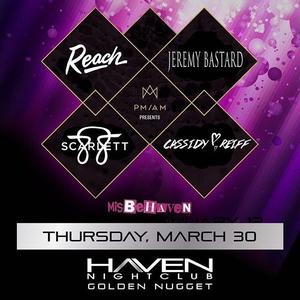 Reach
JEREMY BASTARD
PM/AM
PRESENTS
SCARLETT
CASSIDY REIFF
MisBeHaveN
THURSDAY, MARCH 30
HAVEN
NIGHTCLUB
GOLDEN NUGGET